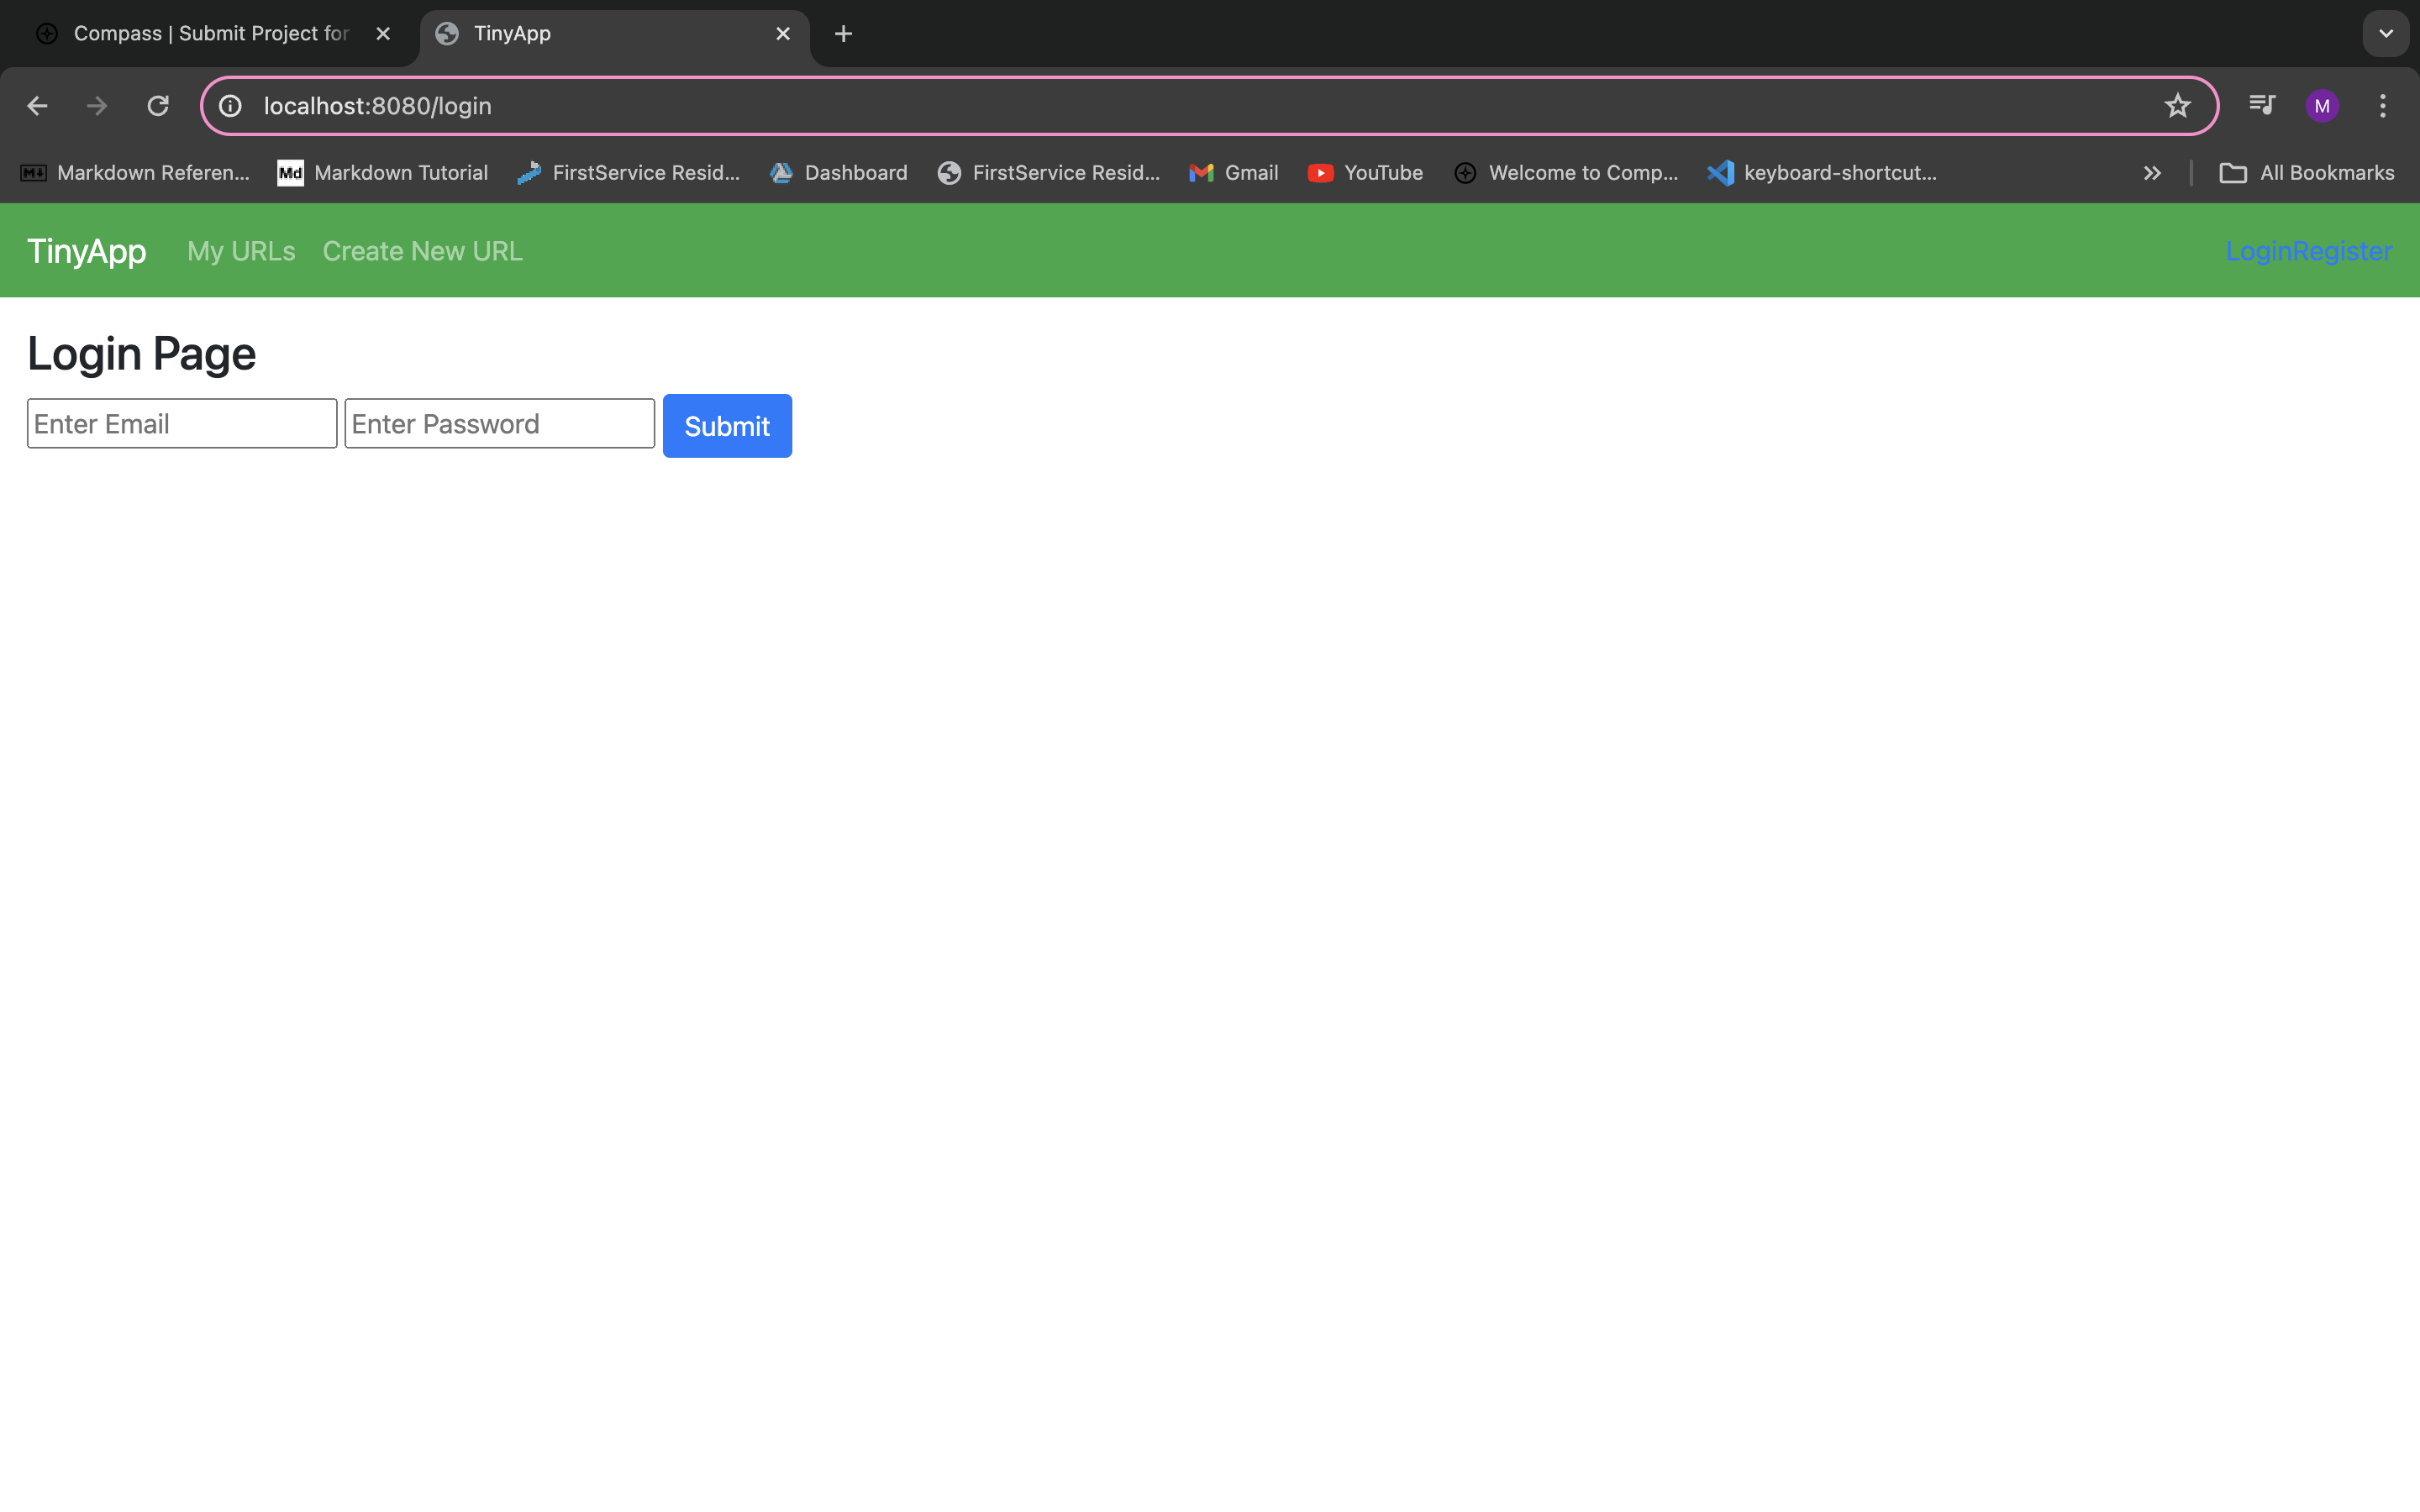 Compass | Submit Project for
TinyApp
localhost:8080/login
M
Markdown Referen...
Md Markdown Tutorial
FirstService Resid...
Dashboard
FirstService Resid...
Gmail
YouTube
Welcome to Comp...
keyboard-shortcut...
All Bookmarks
TinyApp My URLs Create New URL LoginRegister
Login Page
Enter Email Enter Password Submit